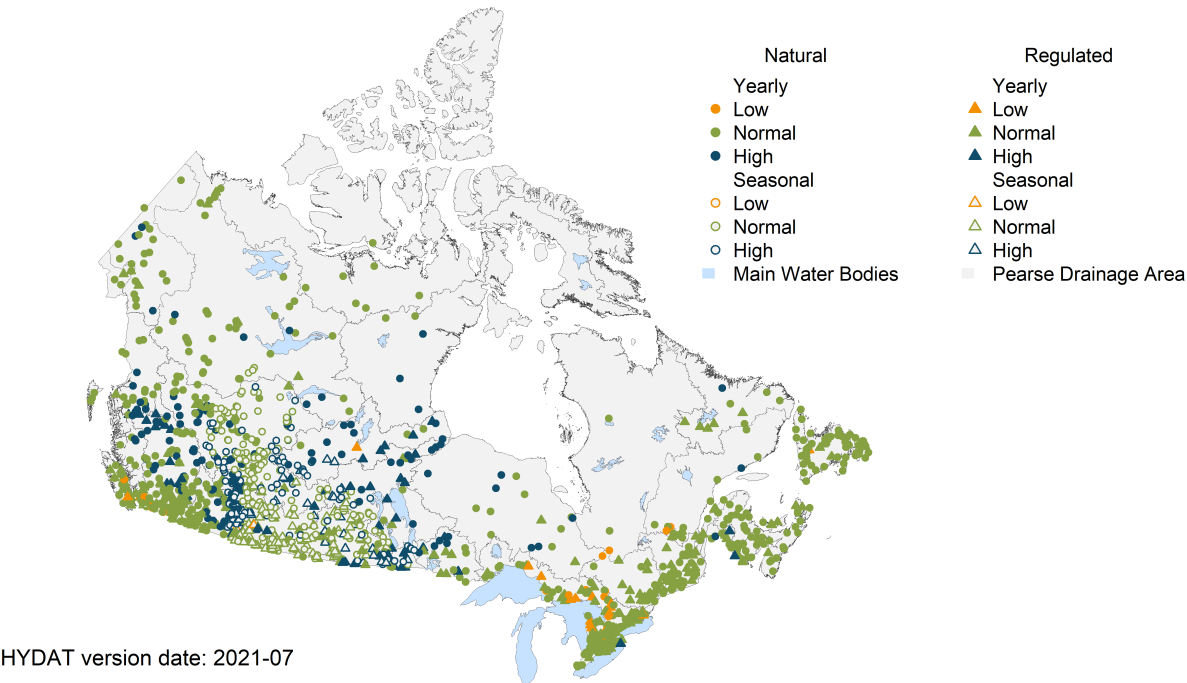 Natural
Yearly
Low
Normal
High
Seasonal
Low
Normal
High
Main Water Bodies
Regulated
Yearly
Low
Normal
High
Seasonal
Low
Normal
High
Pearse Drainage Area
HYDAT version date: 2021-07